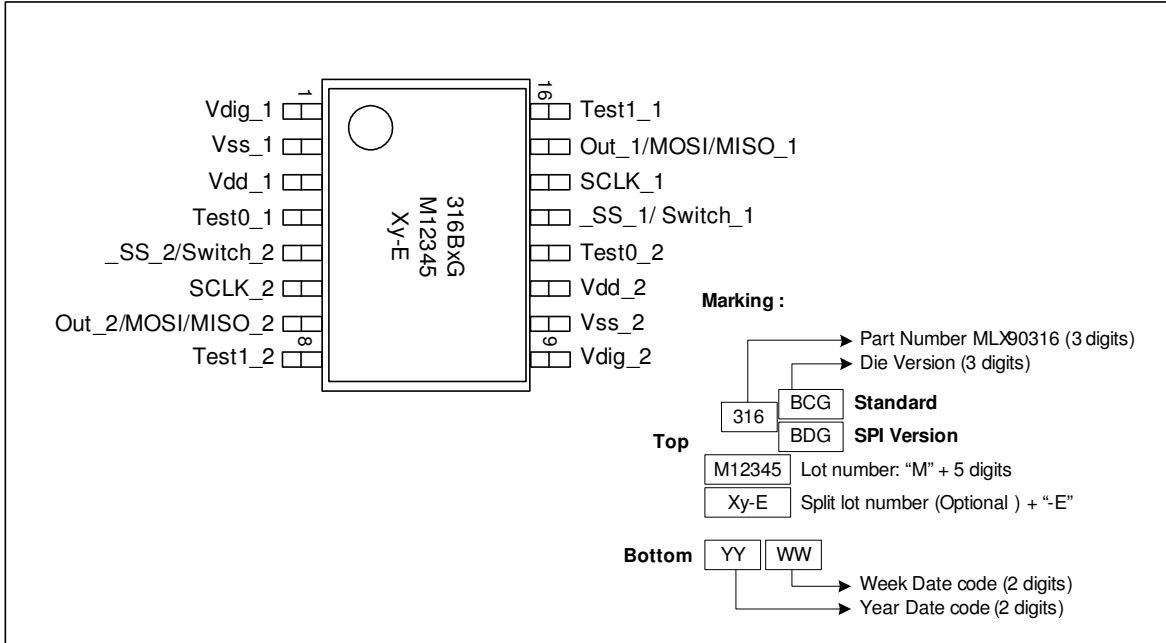 1
16
Vdig_1
Test1_1
Vss_1
Out_1/MOSI/MISO_1
Vdd_1
SCLK_1
Test0_1
_SS_1/ Switch_1
_SS_2/Switch_2
Test0_2
SCLK_2
Vdd_2
Out_2/MOSI/MISO_2
Vss_2
8
9
Test1_2
Vdig_2
316BxG
M12345
Xy-E
Marking :
Part Number MLX90316 (3 digits)
Die Version (3 digits)
316
BCG Standard
BDG SPI Version
Top
M12345 Lot number: “M” + 5 digits
Xy-E Split lot number (Optional ) + “-E”
Bottom YY WW
Week Date code (2 digits)
Year Date code (2 digits)